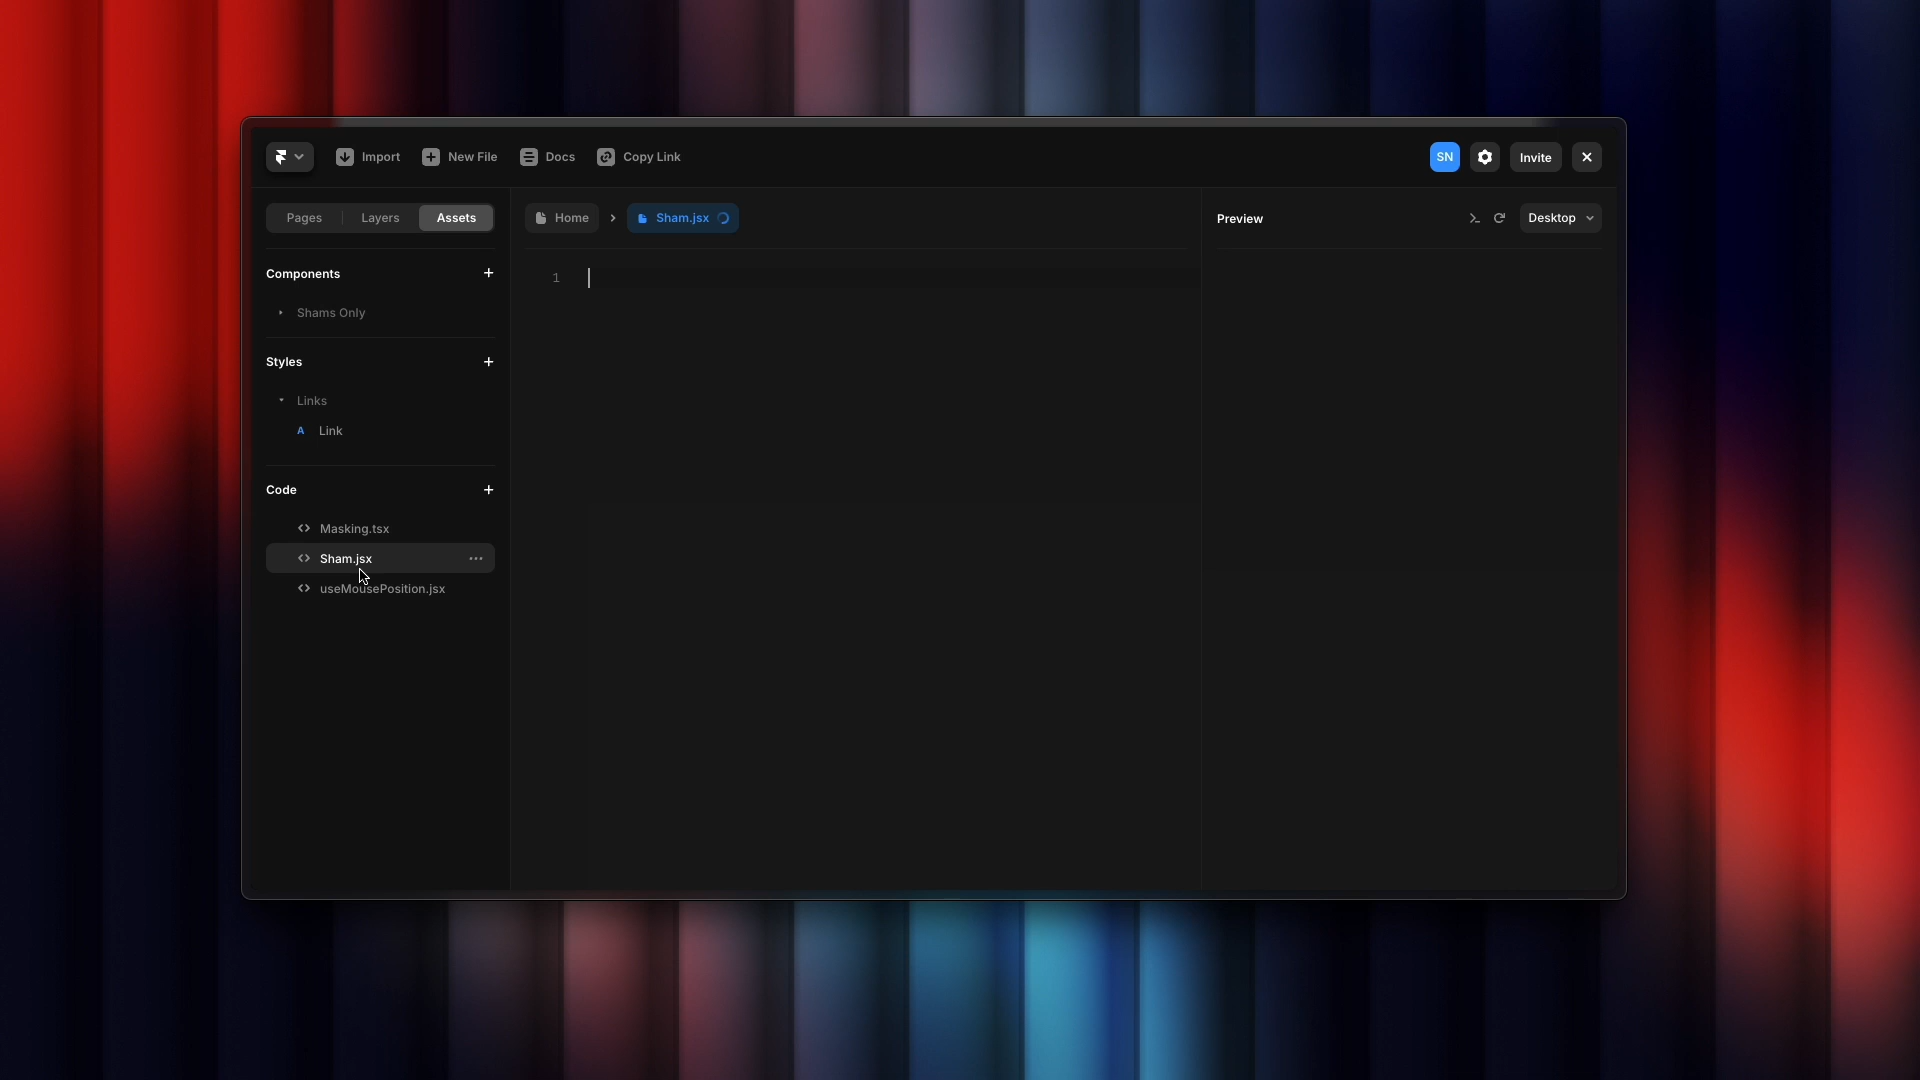 Import New File Docs Copy Link SN Invite
Pages Layers Assets
Home Sham.jsx
Preview Desktop
Components
Shams Only
Styles
Links
A Link
Code
Masking.tsx
Sham.jsx
useMousePosition.jsx
1